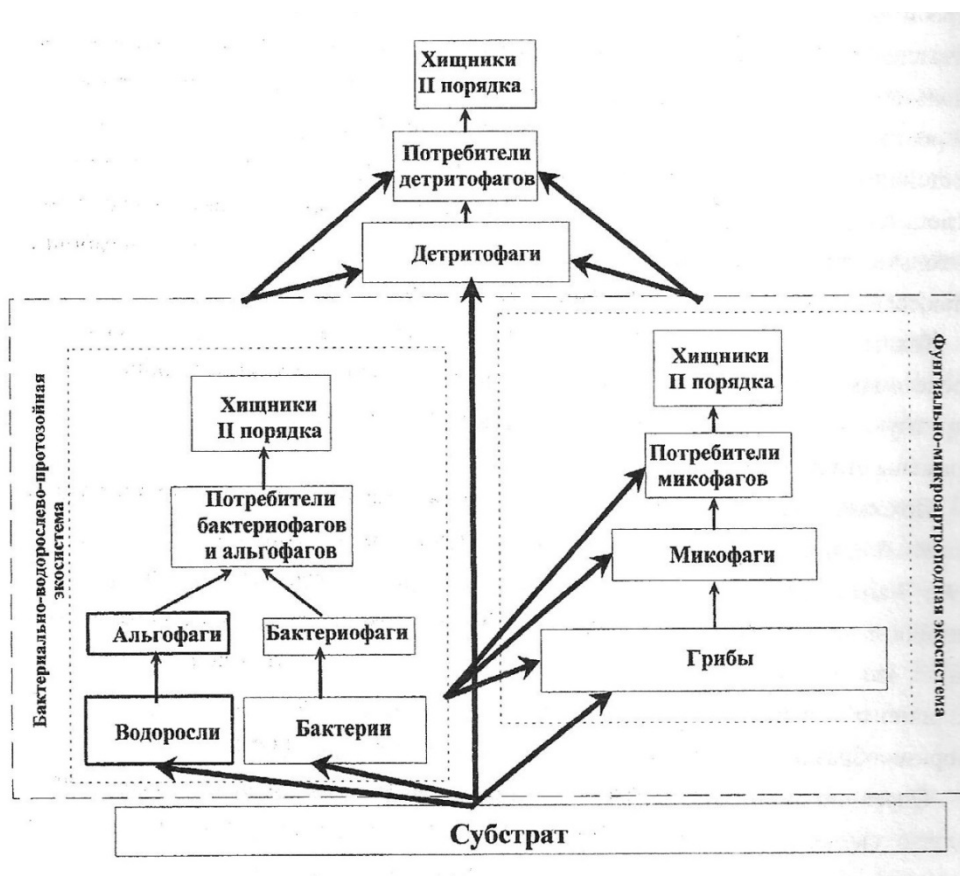 Хищники
II порядка
Потребители
детритофагов
Детритофаги
Бактериально-водорослево-протозойная
экосистема
Хищники
II порядка
Потребители
бактериофагов
и альгофагов
Альгофаги
Бактериофаги
Водоросли
Бактерии
Хищники
II порядка
Потребители
микофагов
Микофаги
Грибы
Фунгиально-микроартроподная экосистема
Субстрат